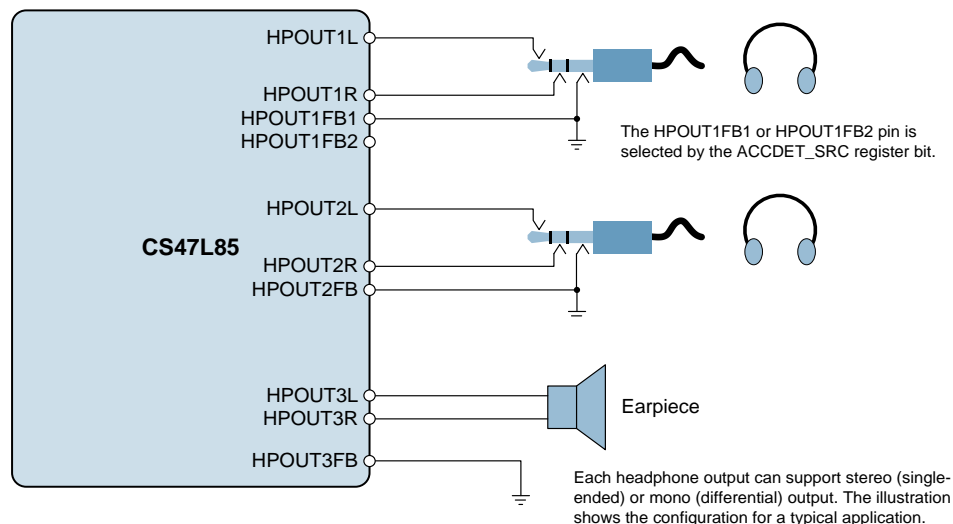 HPOUT1L
HPOUT1R
HPOUT1FB1
HPOUT1FB2
The HPOUT1FB1 or HPOUT1FB2 pin is
selected by the ACCDET_SRC register bit.
HPOUT2L
CS47L85
HPOUT2R
HPOUT2FB
HPOUT3L
HPOUT3R
Earpiece
HPOUT3FB
Each headphone output can support stereo (single-
ended) or mono (differential) output. The illustration
shows the configuration for a typical application.